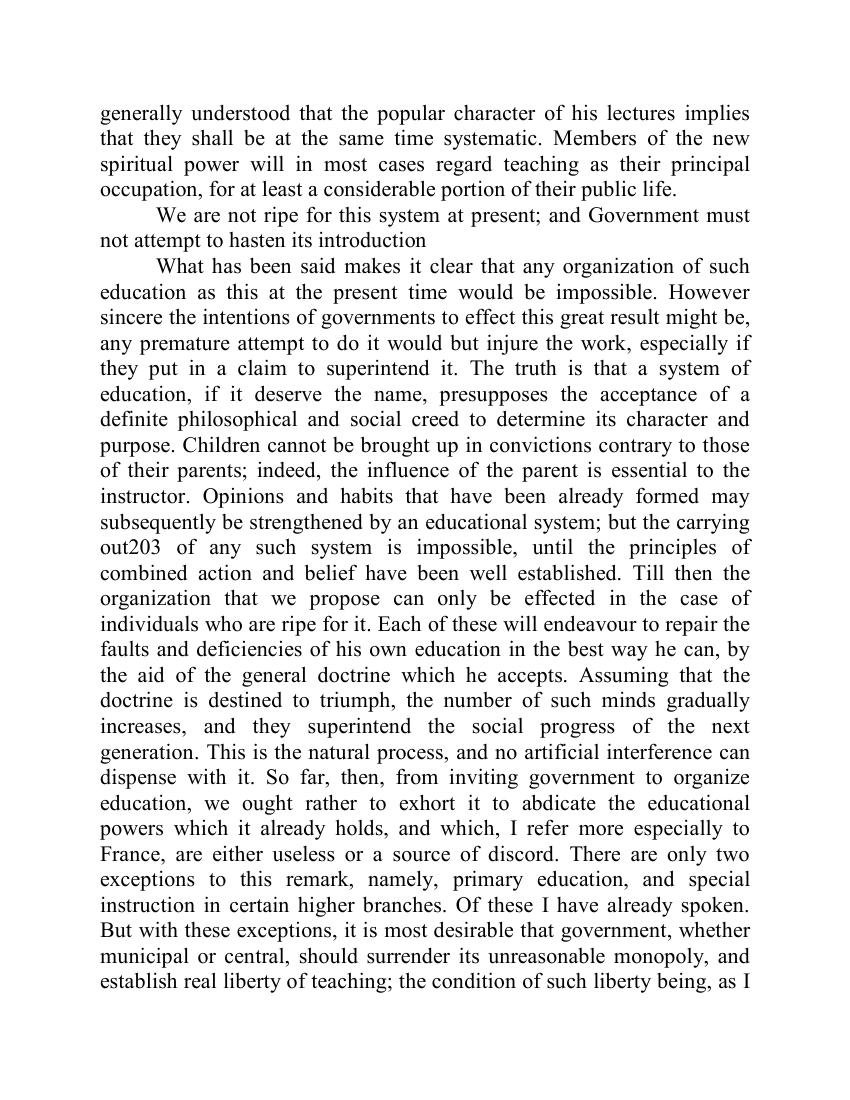 generally understood that the popular character of his lectures implies
that they shall be at the same time systematic. Members of the new
spiritual power will in most cases regard teaching as their principal
occupation, for at least a considerable portion of their public life.
We are not ripe for this system at present; and Government must
not attempt to hasten its introduction
What has been said makes it clear that any organization of such
education as this at the present time would be impossible. However
sincere the intentions of governments to effect this great result might be,
any premature attempt to do it would but injure the work, especially if
they put in a claim to superintend it. The truth is that a system of
education, if it deserve the name, presupposes the acceptance of a
definite philosophical and social creed to determine its character and
purpose. Children cannot be brought up in convictions contrary to those
of their parents; indeed, the influence of the parent is essential to the
instructor. Opinions and habits that have been already formed may
subsequently be strengthened by an educational system; but the carrying
out203 of any such system is impossible, until the principles of
combined action and belief have been well established. Till then the
organization that we propose can only be effected in the case of
individuals who are ripe for it. Each of these will endeavour to repair the
faults and deficiencies of his own education in the best way he can, by
the aid of the general doctrine which he accepts. Assuming that the
doctrine is destined to triumph, the number of such minds gradually
increases, and they superintend the social progress of the next
generation. This is the natural process, and no artificial interference can
dispense with it. So far, then, from inviting government to organize
education, we ought rather to exhort it to abdicate the educational
powers which it already holds, and which, I refer more especially to
France, are either useless or a source of discord. There are only two
exceptions to this remark, namely, primary education, and special
instruction in certain higher branches. Of these I have already spoken.
But with these exceptions, it is most desirable that government, whether
municipal or central, should surrender its unreasonable monopoly, and
establish real liberty of teaching; the condition of such liberty being, as I